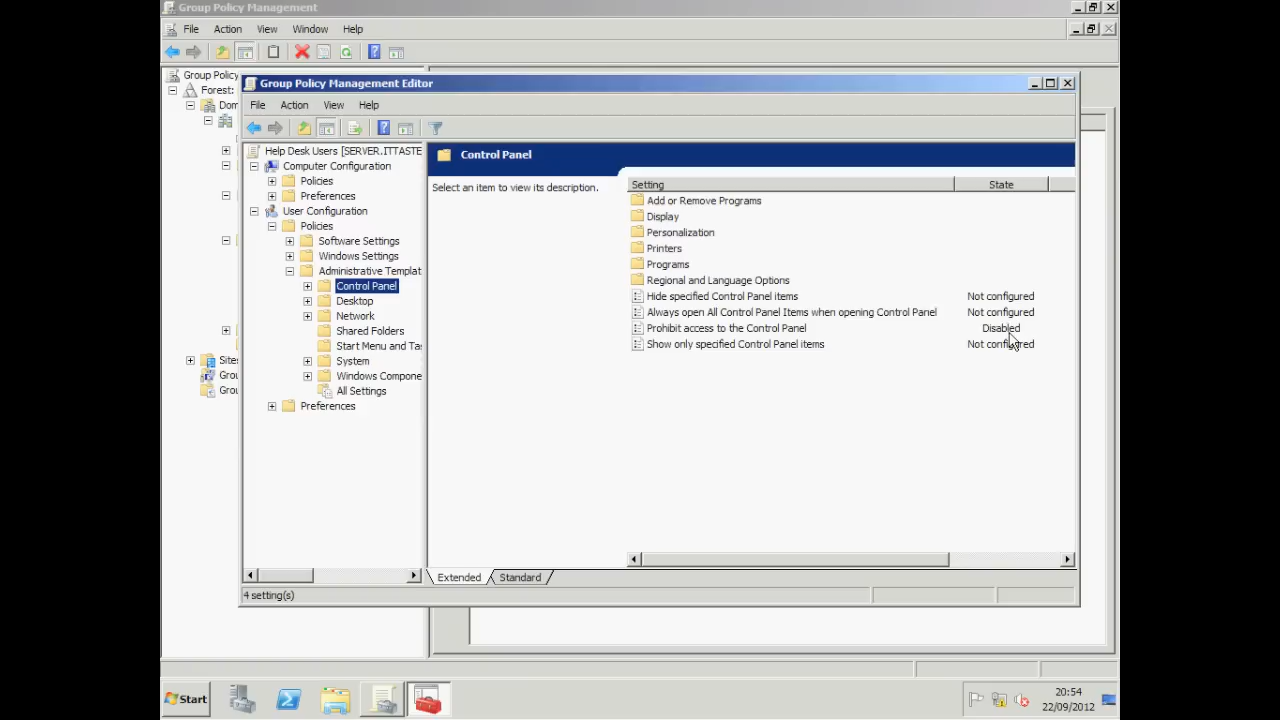 Group Policy Management
File Action View Window Help
Group Policy
Forest:
Dom
Sites
Grou
Grou
Group Policy Management Editor
File Action View Help
Help Desk Users [SERVER.ITTASTE
Computer Configuration
Policies
Preferences
User Configuration
Policies
Software Settings
Windows Settings
Administrative Templat
Control Panel
Desktop
Network
Shared Folders
Start Menu and Tas
System
Windows Compone
All Settings
Preferences
Control Panel
Select an item to view its description.
Setting State
Add or Remove Programs
Display
Personalization
Printers
Programs
Regional and Language Options
Hide specified Control Panel items Not configured
Always open All Control Panel Items when opening Control Panel Not configured
Prohibit access to the Control Panel Disabled
Show only specified Control Panel items Not configured
Extended Standard
4 setting(s)
Start
20:54
22/09/2012